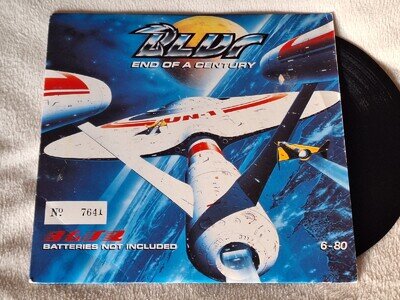 BLUR
END OF A CENTURY
UN-1
Nº 7641
BLUR
BATTERIES NOT INCLUDED
6-80